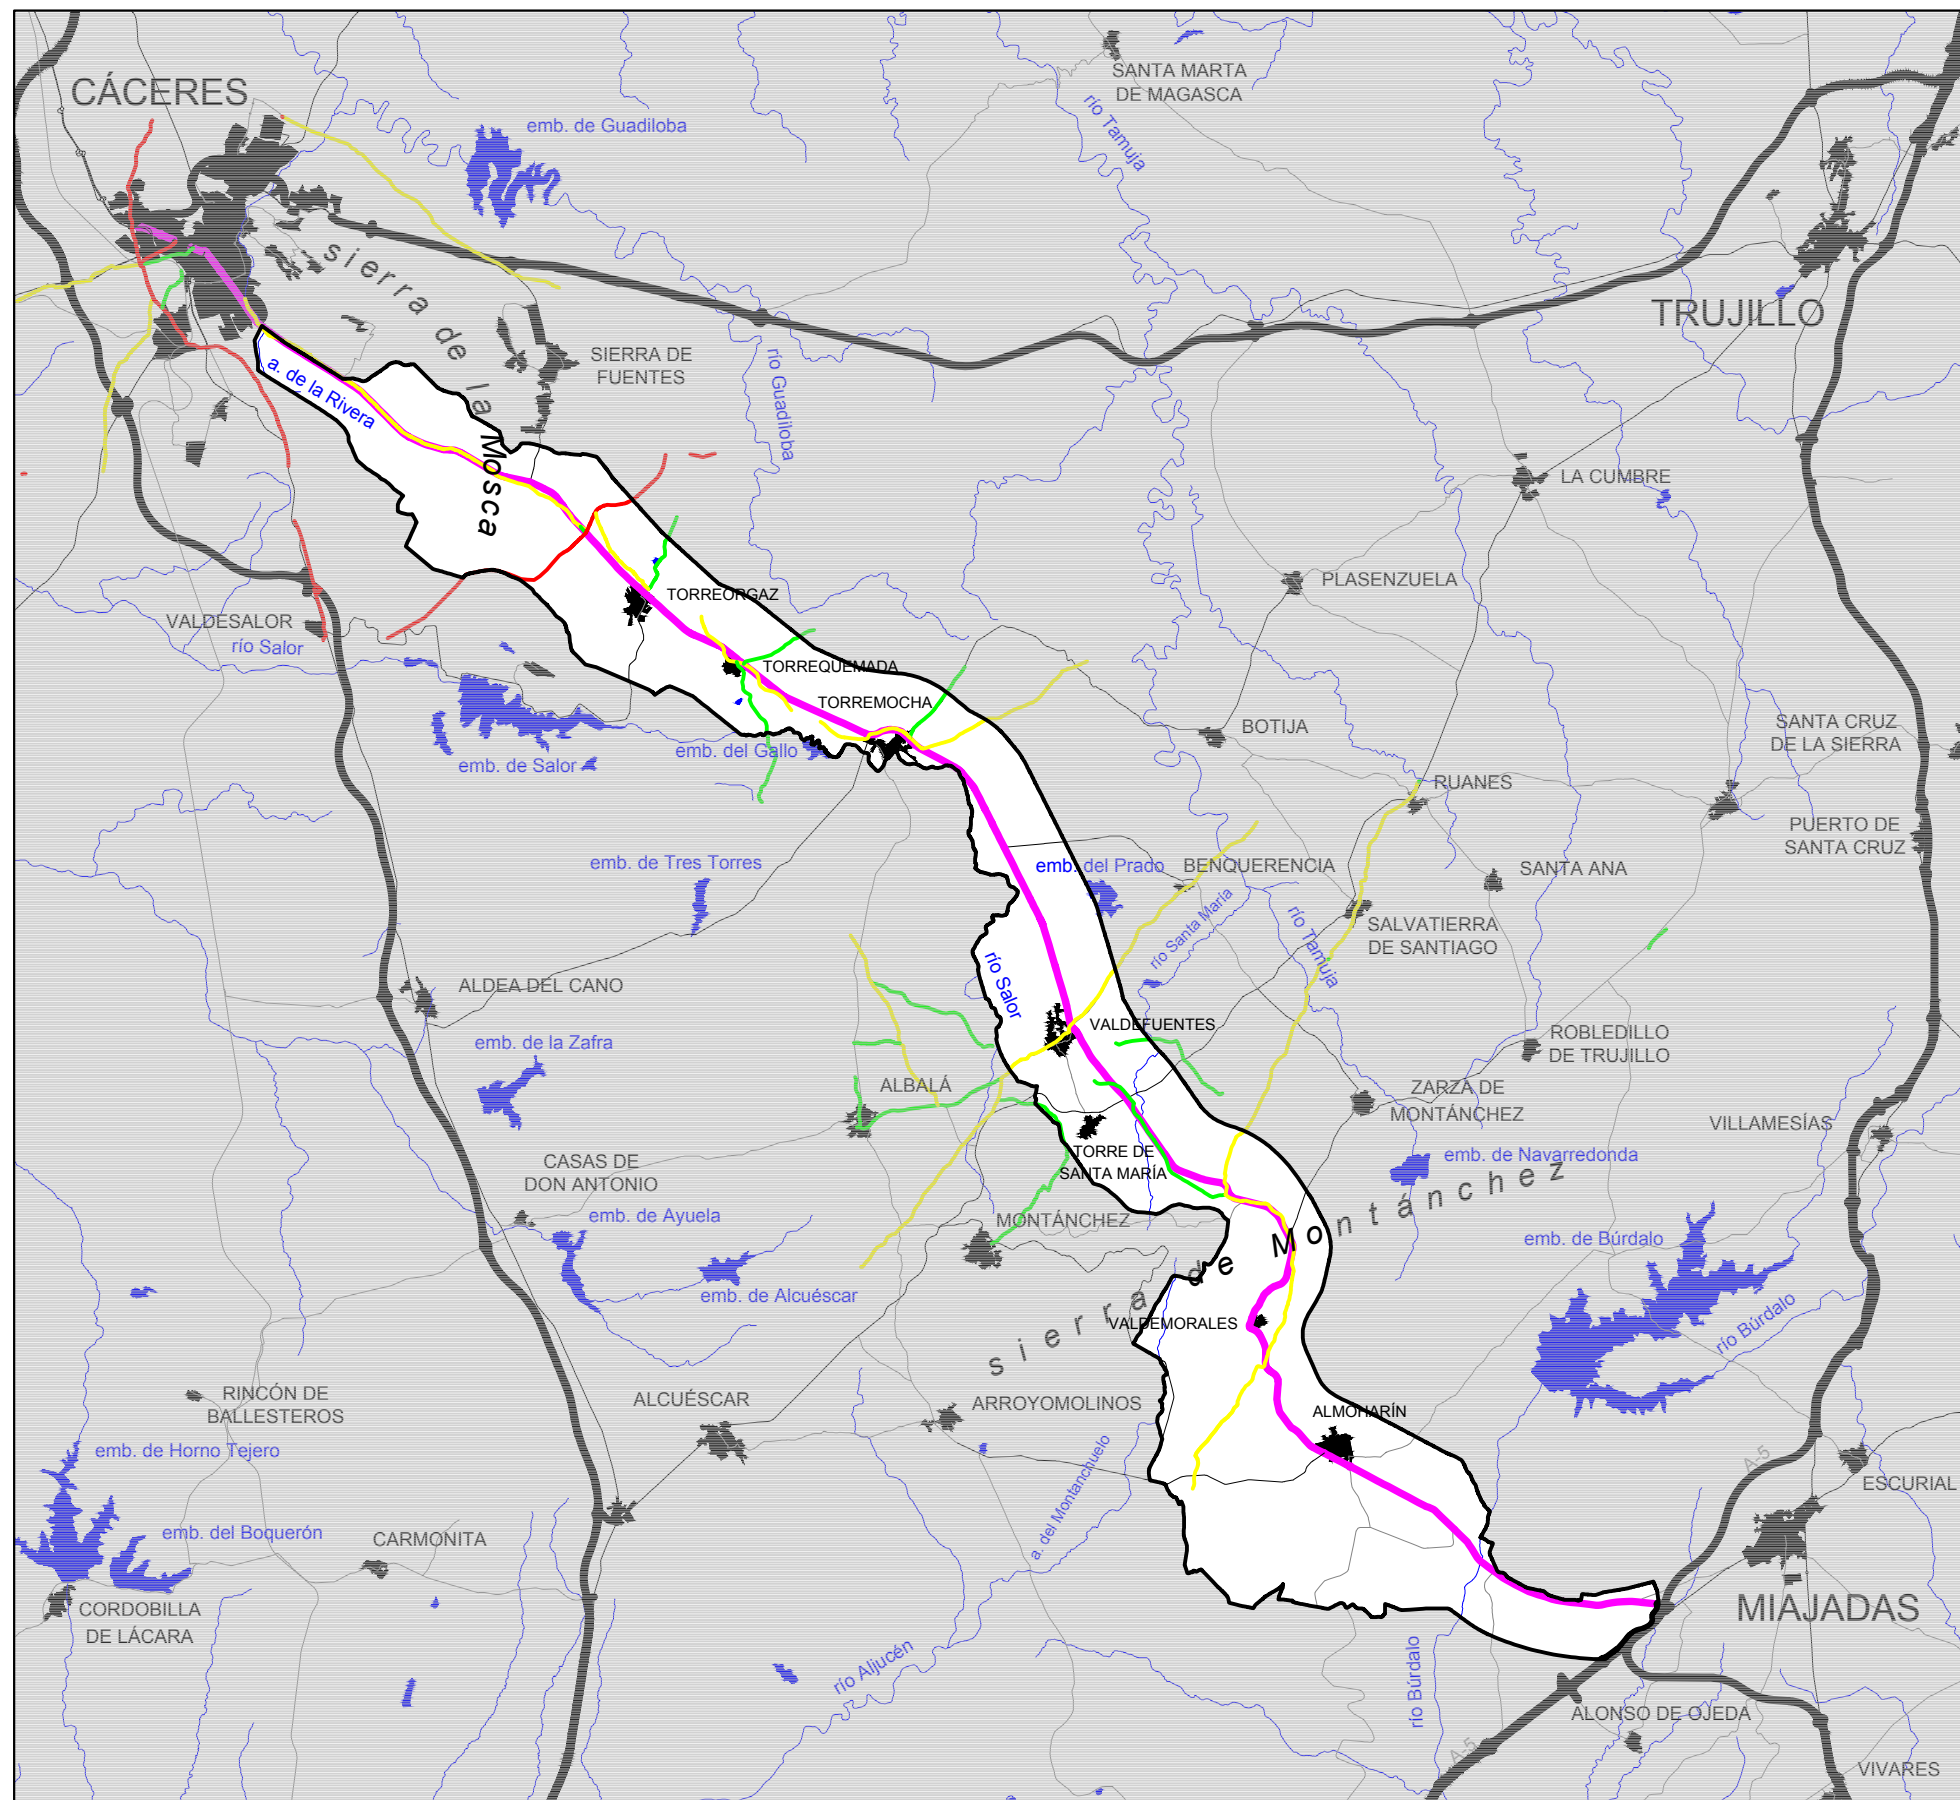 SANTA MARTA
DE MAGASCA
CÁCERES
emb. de Guadiloba
río Tamuja
sierra de la Mosca
TRUJILLO
SIERRA DE
FUENTES
río Guadiloba
a. de la Rivera
LA CUMBRE
PLASENZUELA
TORREORGAZ
VALDESALOR
río Salor
TORREQUEMADA
TORREMOCHA
BOTIJA
SANTA CRUZ
DE LA SIERRA
emb. del Gallo
emb. de Salor
RUANES
PUERTO DE
SANTA CRUZ
emb. de Tres Torres
emb. del Prado
BENQUERENCIA
SANTA ANA
río Santa María
río Tamuja
SALVATIERRA
DE SANTIAGO
río Salor
ALDEA DEL CANO
VALDEFUENTES
ROBLEDILLO
DE TRUJILLO
emb. de la Zafra
ALBALÁ
ZARZA DE
MONTÁNCHEZ
VILLAMESÍAS
TORRE DE
SANTA MARÍA
emb. de Navarredonda
CASAS DE
DON ANTONIO
emb. de Ayuela
MONTÁNCHEZ
sierra de Montánchez
emb. de Búrdalo
emb. de Alcuéscar
VALDEMORALES
río Búrdalo
RINCÓN DE
BALLESTEROS
ALCUÉSCAR
ARROYOMOLINOS
ALMOHARÍN
emb. de Horno Tejero
A-5
ESCURIAL
a. del Montanchuelo
emb. del Boquerón
CARMONITA
CORDOBILLA
DE LÁCARA
MIAJADAS
río Aljucén
río Búrdalo
ALONSO DE OJEDA
A-5
VIVARES